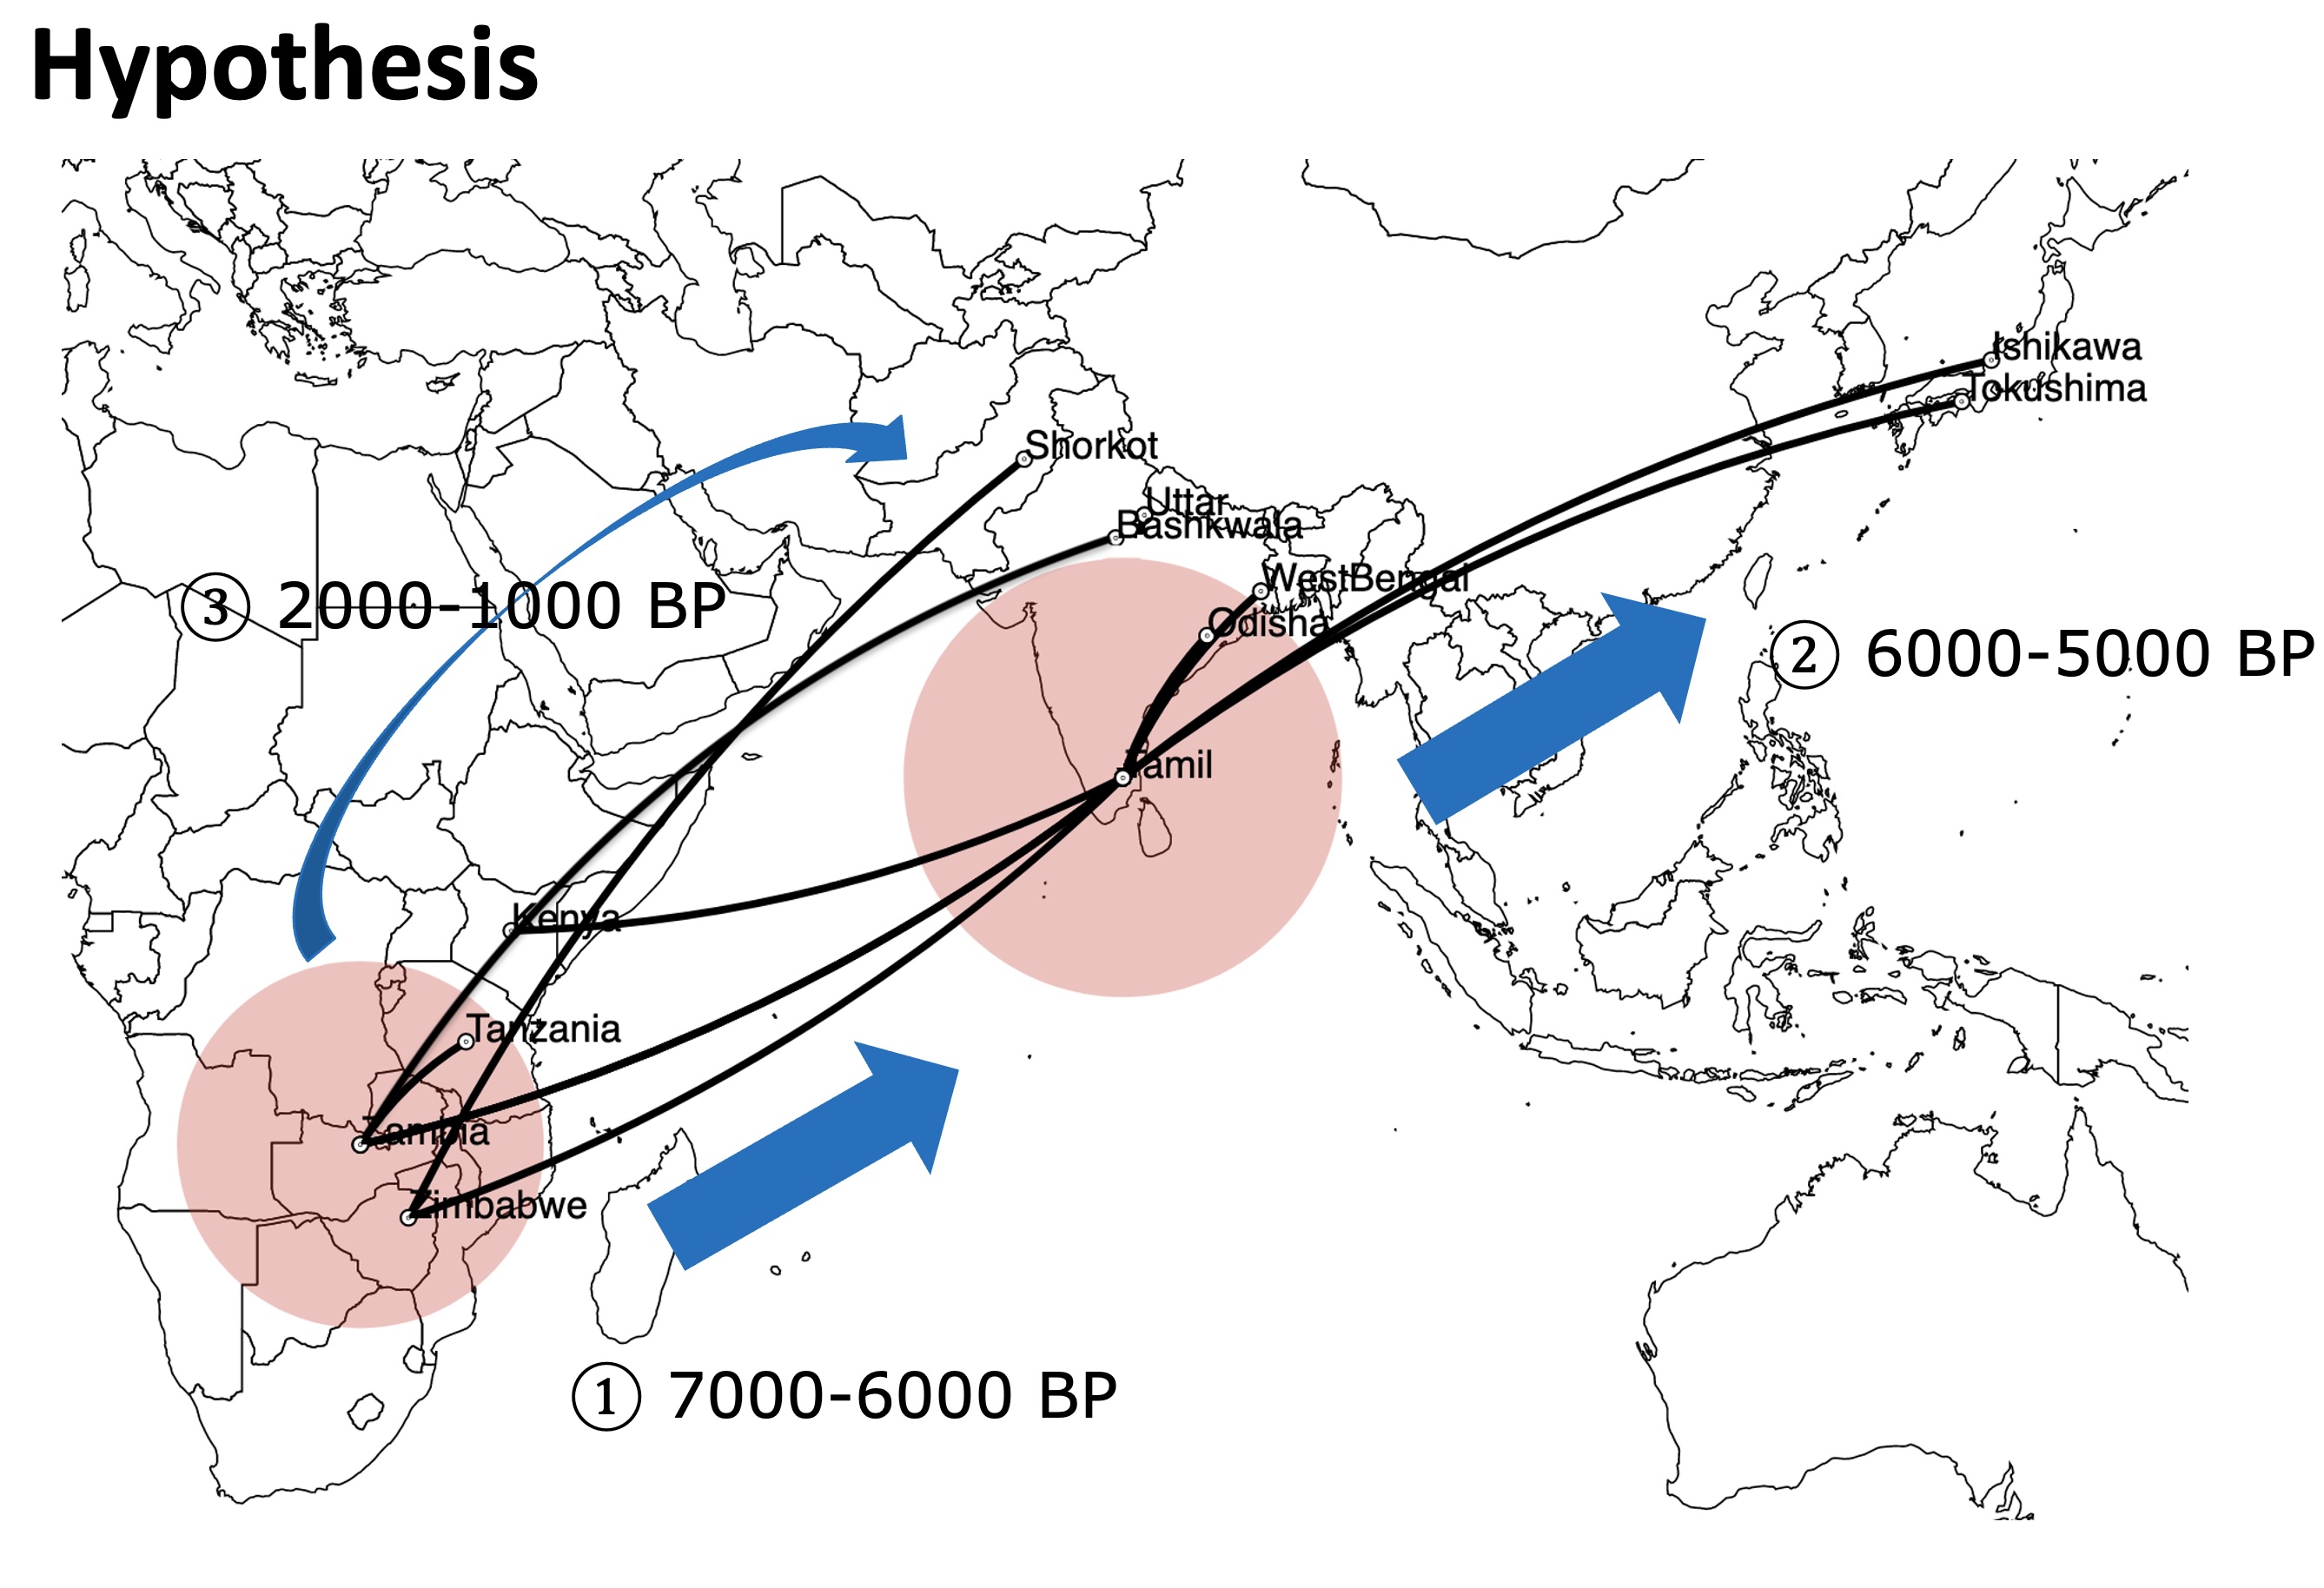 Hypothesis
Ishikawa
Tokushima
Shorkot
Uttar
Bashkwala
WestBengal
Odisha
③ 2000-1000 BP
② 6000-5000 BP
Tamil
Kenya
Tanzania
Zambia
Zimbabwe
① 7000-6000 BP